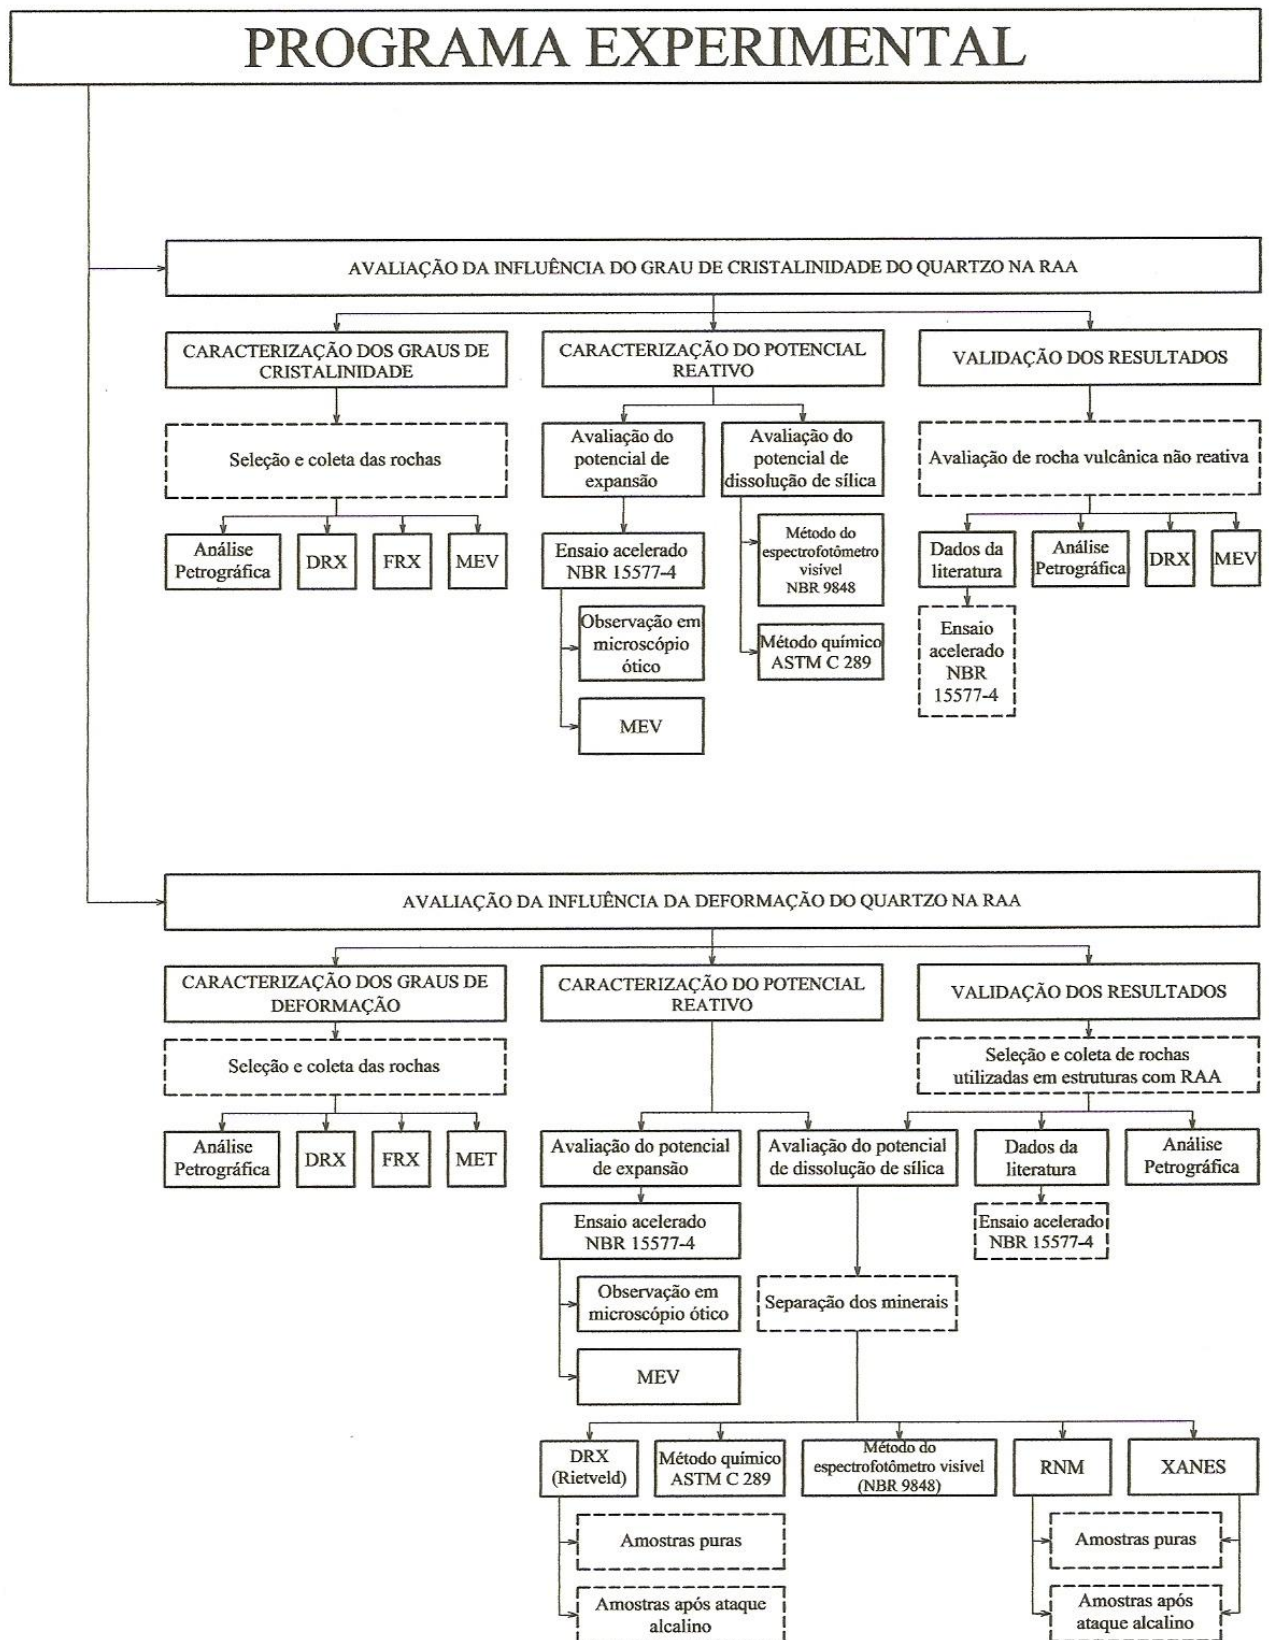 PROGRAMA EXPERIMENTAL
AVALIAÇÃO DA INFLUÊNCIA DO GRAU DE CRISTALINIDADE DO QUARTZO NA RAA
CARACTERIZAÇÃO DOS GRAUS DE
CRISTALINIDADE
CARACTERIZAÇÃO DO POTENCIAL
REATIVO
VALIDAÇÃO DOS RESULTADOS
Seleção e coleta das rochas
Avaliação do
potencial de
expansão
Avaliação do
potencial de
dissolução de sílica
Avaliação de rocha vulcânica não reativa
Análise
Petrográfica
DRX
FRX
MEV
Ensaio acelerado
NBR 15577-4
Método do
espectrofotômetro
visível
NBR 9848
Dados da
literatura
Análise
Petrográfica
DRX
MEV
Observação em
microscópio
ótico
Método químico
ASTM C 289
Ensaio
acelerado
NBR
15577-4
MEV
AVALIAÇÃO DA INFLUÊNCIA DA DEFORMAÇÃO DO QUARTZO NA RAA
CARACTERIZAÇÃO DOS GRAUS DE
DEFORMAÇÃO
CARACTERIZAÇÃO DO POTENCIAL
REATIVO
VALIDAÇÃO DOS RESULTADOS
Seleção e coleta das rochas
Seleção e coleta de rochas
utilizadas em estruturas com RAA
Análise
Petrográfica
DRX
FRX
MET
Avaliação do potencial
de expansão
Avaliação do potencial
de dissolução de sílica
Dados da
literatura
Análise
Petrográfica
Ensaio acelerado
NBR 15577-4
Ensaio acelerado
NBR 15577-4
Observação em
microscópio ótico
Separação dos minerais
MEV
DRX
(Rietveld)
Método químico
ASTM C 289
Método do
espectrofotômetro visível
(NBR 9848)
RNM
XANES
Amostras puras
Amostras puras
Amostras após ataque
alcalino
Amostras após
ataque alcalino